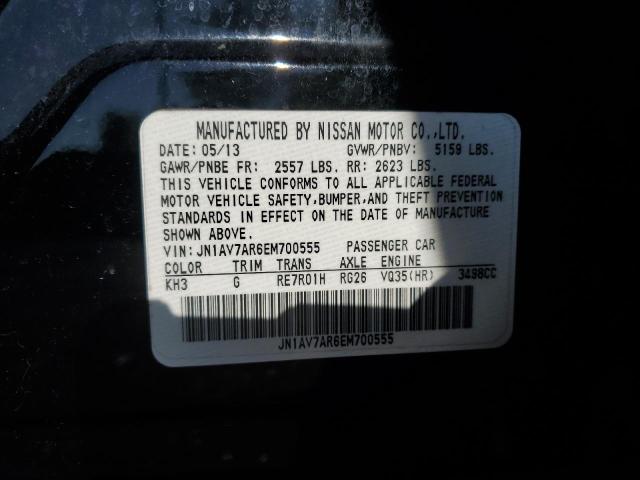 MANUFACTURED BY NISSAN MOTOR CO.,LTD.
DATE: 05/13 GVWR/PNBV: 5159 LBS.
GAWR/PNBE FR: 2557 LBS. RR: 2623 LBS.
THIS VEHICLE CONFORMS TO ALL APPLICABLE FEDERAL
MOTOR VEHICLE SAFETY,BUMPER,AND THEFT PREVENTION
STANDARDS IN EFFECT ON THE DATE OF MANUFACTURE
SHOWN ABOVE.
VIN: JN1AV7AR6EM700555 PASSENGER CAR
COLOR TRIM TRANS AXLE ENGINE
KH3 G RE7R01H RG26 VQ35(HR) 3498CC
JN1AV7AR6EM700555